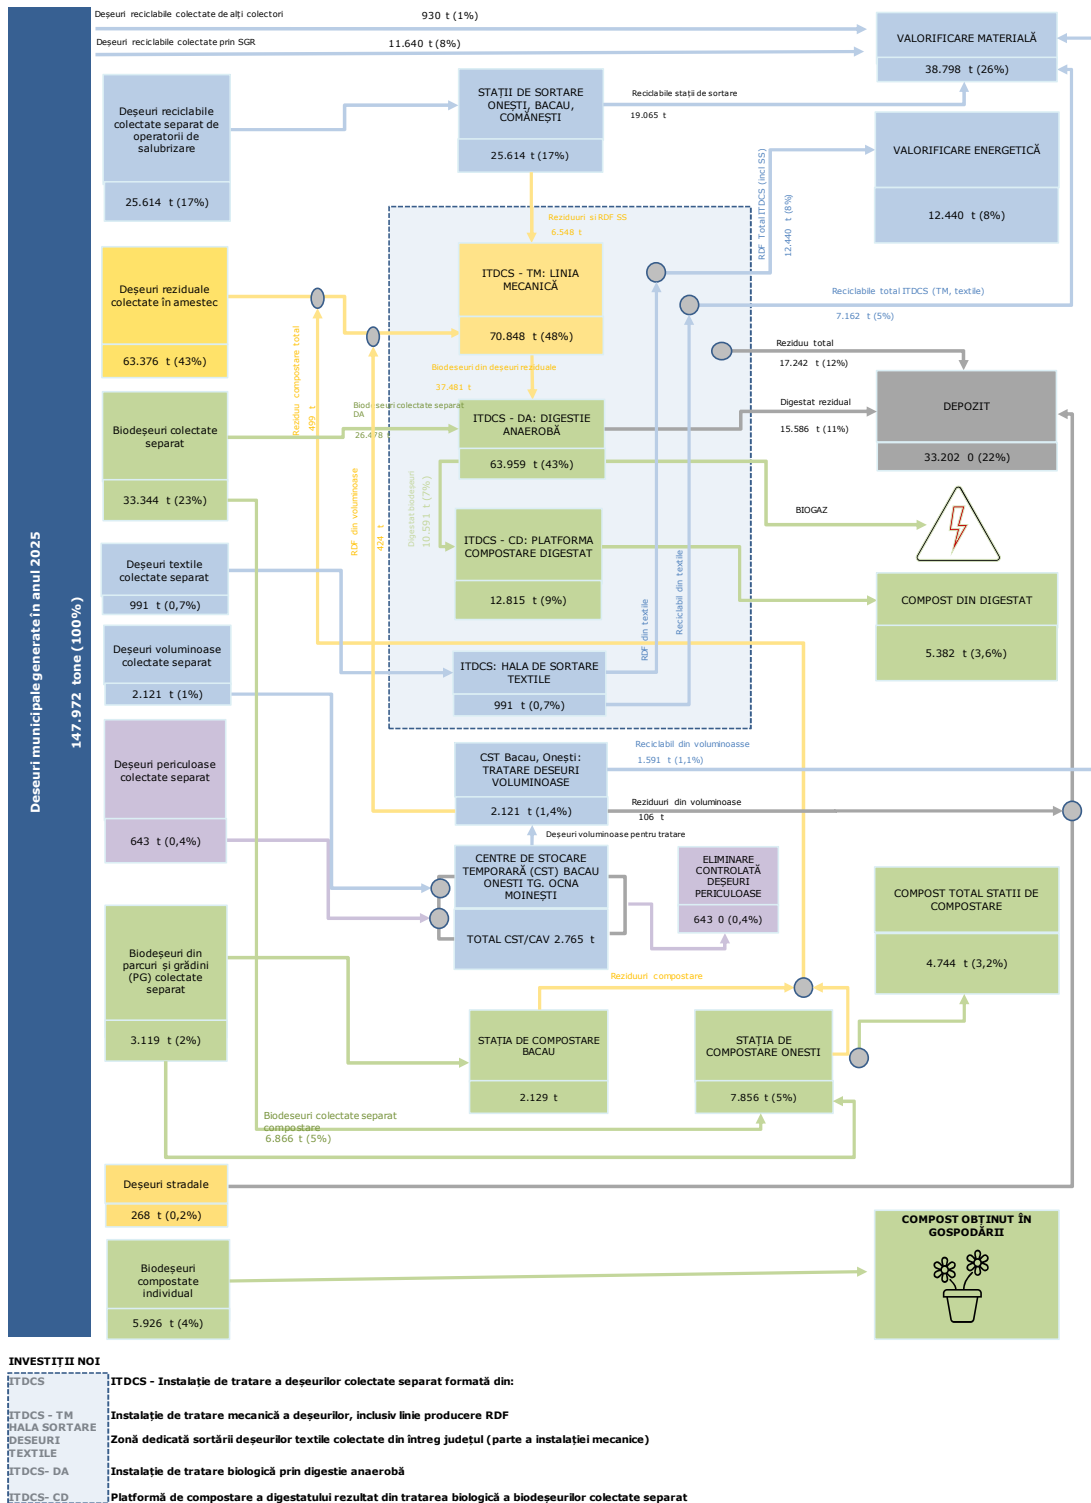 Deseuri municipale generate in anul 2025
147.972 tone (100%)
Deșeuri reciclabile colectate de alți colectori
930 t (1%)
Deșeuri reciclabile colectate prin SGR
11.640 t (8%)
VALORIFICARE MATERIALĂ
38.798 t (26%)
Deșeuri reciclabile
colectate separat de
operatorii de
salubrizare
25.614 t (17%)
STAȚII DE SORTARE
ONEȘTI, BACAU,
COMĂNEȘTI
25.614 t (17%)
Reciclabile stații de sortare
19.065 t
VALORIFICARE ENERGETICĂ
12.440 t (8%)
RDF Total ITDCS (incl SS)
12.440 t (8%)
Reziduuri si RDF SS
6.548 t
Deșeuri reziduale
colectate în amestec
63.376 t (43%)
ITDCS - TM: LINIA
MECANICĂ
70.848 t (48%)
Reciclabile total ITDCS (TM, textile)
7.162 t (5%)
Reziduu total
17.242 t (12%)
Biodeseuri din deșeuri reziduale
37.481 t
Reziduu compostare total
499 t
RDF din voluminoase
424 t
Biodeșeuri colectate
separat
33.344 t (23%)
Biodeseuri colectate separat
DA
26.478 t
ITDCS - DA: DIGESTIE
ANAEROBĂ
63.959 t (43%)
Digestat rezidual
15.586 t (11%)
DEPOZIT
33.202 0 (22%)
Digestat biodașeuri
10.591 t (7%)
BIOGAZ
ITDCS - CD: PLATFORMA
COMPOSTARE DIGESTAT
12.815 t (9%)
Deșeuri textile
colectate separat
991 t (0,7%)
COMPOST DIN DIGESTAT
5.382 t (3,6%)
RDF din textile
Reciclabil din textile
Deșeuri voluminoase
colectate separat
2.121 t (1%)
ITDCS: HALA DE SORTARE
TEXTILE
991 t (0,7%)
Deșeuri periculoase
colectate separat
643 t (0,4%)
CST Bacau, Onești:
TRATARE DESEURI
VOLUMINOASE
2.121 t (1,4%)
Reciclabil din voluminoasse
1.591 t (1,1%)
Reziduuri din voluminoase
106 t
Deșeuri voluminoase pentru tratare
CENTRE DE STOCARE
TEMPORARĂ (CST) BACAU
ONESTI TG. OCNA
MOINEȘTI
TOTAL CST/CAV 2.765 t
ELIMINARE
CONTROLATĂ
DEȘEURI
PERICULOASE
643 0 (0,4%)
COMPOST TOTAL STATII DE
COMPOSTARE
4.744 t (3,2%)
Biodeșeuri din
parcuri și grădini
(PG) colectate
separat
3.119 t (2%)
Reziduuri compostare
STAȚIA DE COMPOSTARE
BACAU
2.129 t
STAȚIA DE
COMPOSTARE ONESTI
7.856 t (5%)
Biodeseuri colectate separat
compostare
6.866 t (5%)
Deșeuri stradale
268 t (0,2%)
Biodeșeuri
compostate
individual
5.926 t (4%)
COMPOST OBȚINUT ÎN
GOSPODĂRII
INVESTIȚII NOI
ITDCS
ITDCS - Instalație de tratare a deșeurilor colectate separat formată din:
ITDCS - TM
Instalație de tratare mecanică a deșeurilor, inclusiv linie producere RDF
HALA SORTARE
DESEURI
TEXTILE
Zonă dedicată sortării deșeurilor textile colectate din întreg județul (parte a instalației mecanice)
ITDCS- DA
Instalație de tratare biologică prin digestie anaerobă
ITDCS- CD
Platformă de compostare a digestatului rezultat din tratarea biologică a biodeșeurilor colectate separat